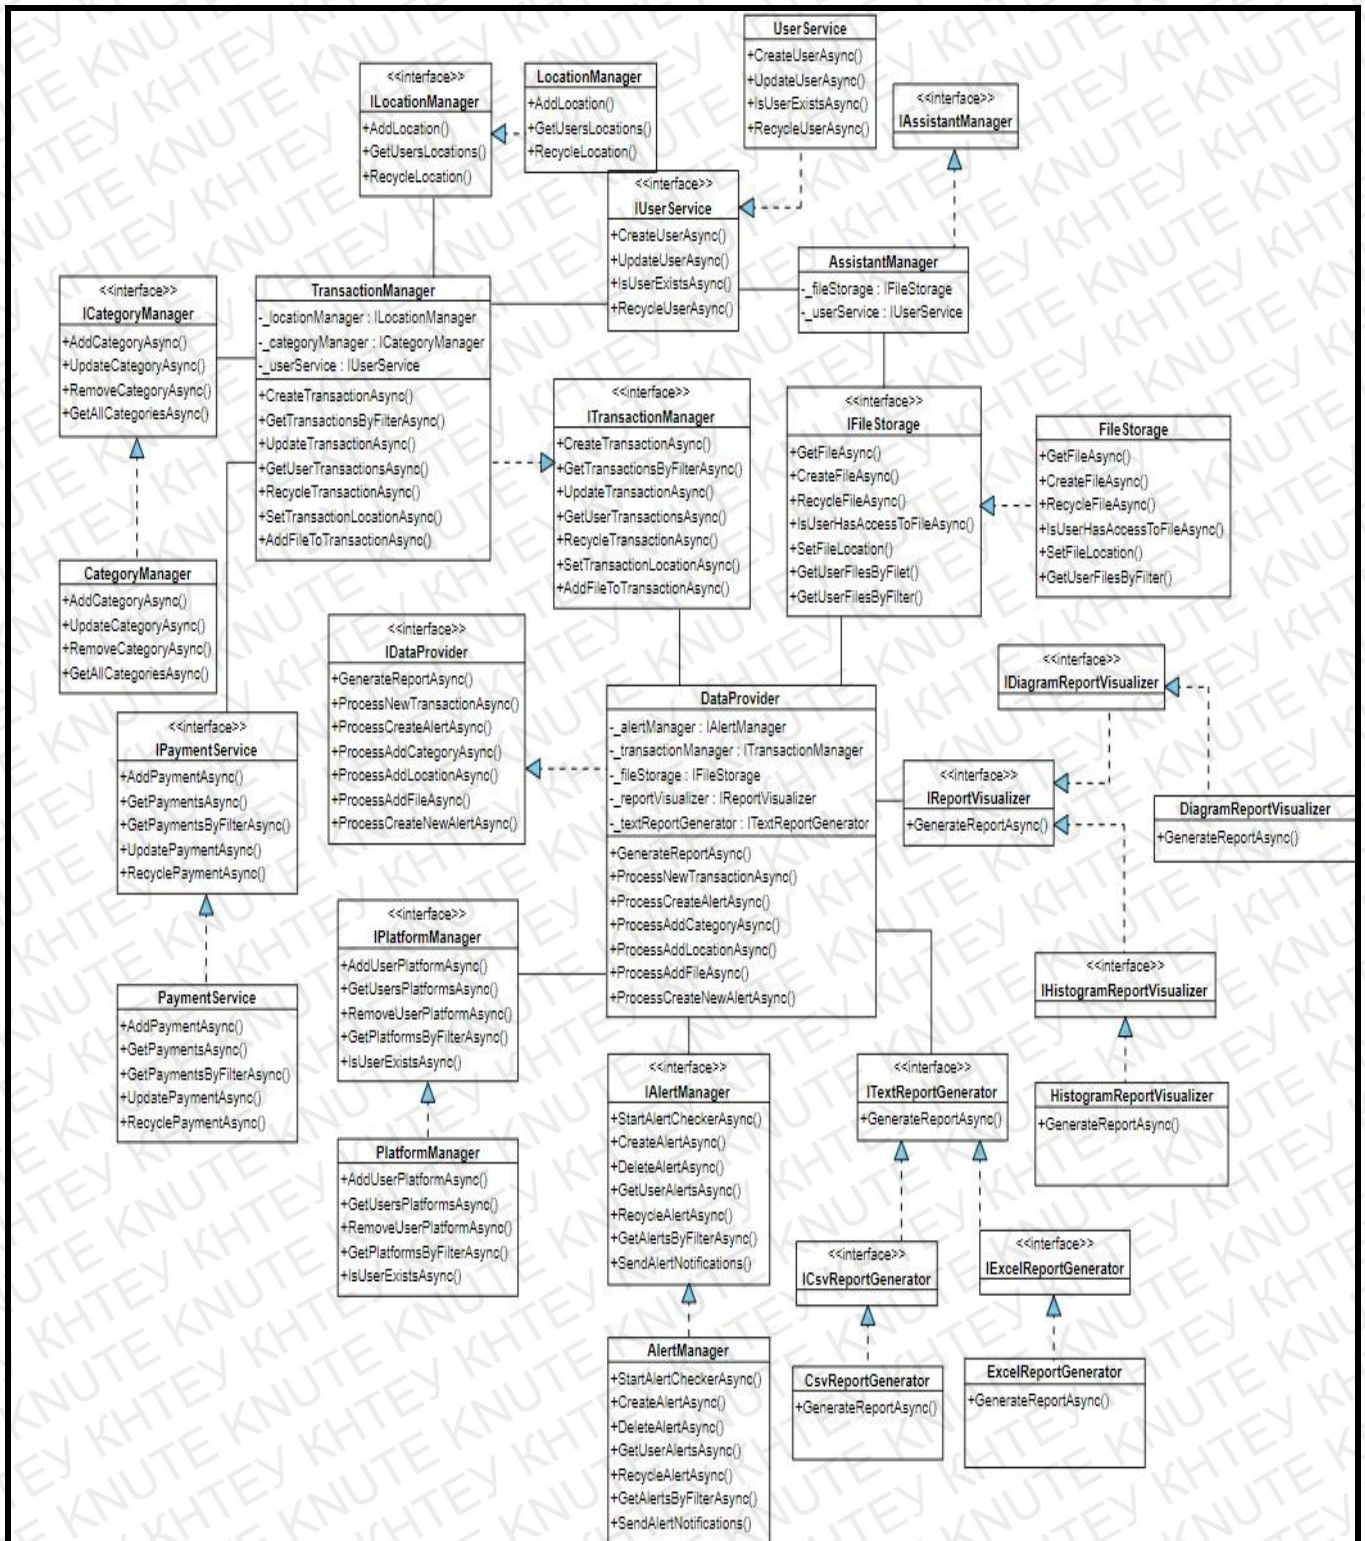 UserService
+CreateUserAsync()
+UpdateUserAsync()
+IsUserExistsAsync()
+RecycleUserAsync()
<<interface>>
ILocationManager
+AddLocation()
+GetUsersLocations()
+RecycleLocation()
LocationManager
+AddLocation()
+GetUsersLocations()
+RecycleLocation()
<<interface>>
IAssistantManager
<<interface>>
IUserService
+CreateUserAsync()
+UpdateUserAsync()
+IsUserExistsAsync()
+RecycleUserAsync()
AssistantManager
-_fileStorage : IFileStorage
-_userService : IUserService
<<interface>>
ICategoryManager
+AddCategoryAsync()
+UpdateCategoryAsync()
+RemoveCategoryAsync()
+GetAllCategoriesAsync()
TransactionManager
-_locationManager : ILocationManager
-_categoryManager : ICategoryManager
-_userService : IUserService
+CreateTransactionAsync()
+GetTransactionsByFilterAsync()
+UpdateTransactionAsync()
+GetUserTransactionsAsync()
+RecycleTransactionAsync()
+SetTransactionLocationAsync()
+AddFileToTransactionAsync()
<<interface>>
ITransactionManager
+CreateTransactionAsync()
+GetTransactionsByFilterAsync()
+UpdateTransactionAsync()
+GetUserTransactionsAsync()
+RecycleTransactionAsync()
+SetTransactionLocationAsync()
+AddFileToTransactionAsync()
<<interface>>
IFileStorage
+GetFileAsync()
+CreateFileAsync()
+RecycleFileAsync()
+IsUserHasAccessToFileAsync()
+SetFileLocation()
+GetUserFilesByFilet()
+GetUserFilesByFilter()
FileStorage
+GetFileAsync()
+CreateFileAsync()
+RecycleFileAsync()
+IsUserHasAccessToFileAsync()
+SetFileLocation()
+GetUserFilesByFilter()
CategoryManager
+AddCategoryAsync()
+UpdateCategoryAsync()
+RemoveCategoryAsync()
+GetAllCategoriesAsync()
<<interface>>
IDataProvider
+GenerateReportAsync()
+ProcessNewTransactionAsync()
+ProcessCreateAlertAsync()
+ProcessAddCategoryAsync()
+ProcessAddLocationAsync()
+ProcessAddFileAsync()
+ProcessCreateNewAlertAsync()
DataProvider
-_alertManager : IAlertManager
-_transactionManager : ITransactionManager
-_fileStorage : IFileStorage
-_reportVisualizer : IReportVisualizer
-_textReportGenerator : ITextReportGenerator
+GenerateReportAsync()
+ProcessNewTransactionAsync()
+ProcessCreateAlertAsync()
+ProcessAddCategoryAsync()
+ProcessAddLocationAsync()
+ProcessAddFileAsync()
+ProcessCreateNewAlertAsync()
<<interface>>
IDiagramReportVisualizer
<<interface>>
IReportVisualizer
+GenerateReportAsync()
DiagramReportVisualizer
+GenerateReportAsync()
<<interface>>
IPaymentService
+AddPaymentAsync()
+GetPaymentsAsync()
+GetPaymentsByFilterAsync()
+UpdatePaymentAsync()
+RecyclePaymentAsync()
<<interface>>
IPlatformManager
+AddUserPlatformAsync()
+GetUsersPlatformsAsync()
+RemoveUserPlatformAsync()
+GetPlatformsByFilterAsync()
+IsUserExistsAsync()
<<interface>>
IHistogramReportVisualizer
PaymentService
+AddPaymentAsync()
+GetPaymentsAsync()
+GetPaymentsByFilterAsync()
+UpdatePaymentAsync()
+RecyclePaymentAsync()
<<interface>>
IAlertManager
+StartAlertCheckerAsync()
+CreateAlertAsync()
+DeleteAlertAsync()
+GetUserAlertsAsync()
+RecycleAlertAsync()
+GetAlertsByFilterAsync()
+SendAlertNotifications()
<<interface>>
ITextReportGenerator
+GenerateReportAsync()
HistogramReportVisualizer
+GenerateReportAsync()
PlatformManager
+AddUserPlatformAsync()
+GetUsersPlatformsAsync()
+RemoveUserPlatformAsync()
+GetPlatformsByFilterAsync()
+IsUserExistsAsync()
<<interface>>
ICsvReportGenerator
<<interface>>
IExcelReportGenerator
AlertManager
+StartAlertCheckerAsync()
+CreateAlertAsync()
+DeleteAlertAsync()
+GetUserAlertsAsync()
+RecycleAlertAsync()
+GetAlertsByFilterAsync()
+SendAlertNotifications()
CsvReportGenerator
+GenerateReportAsync()
ExcelReportGenerator
+GenerateReportAsync()